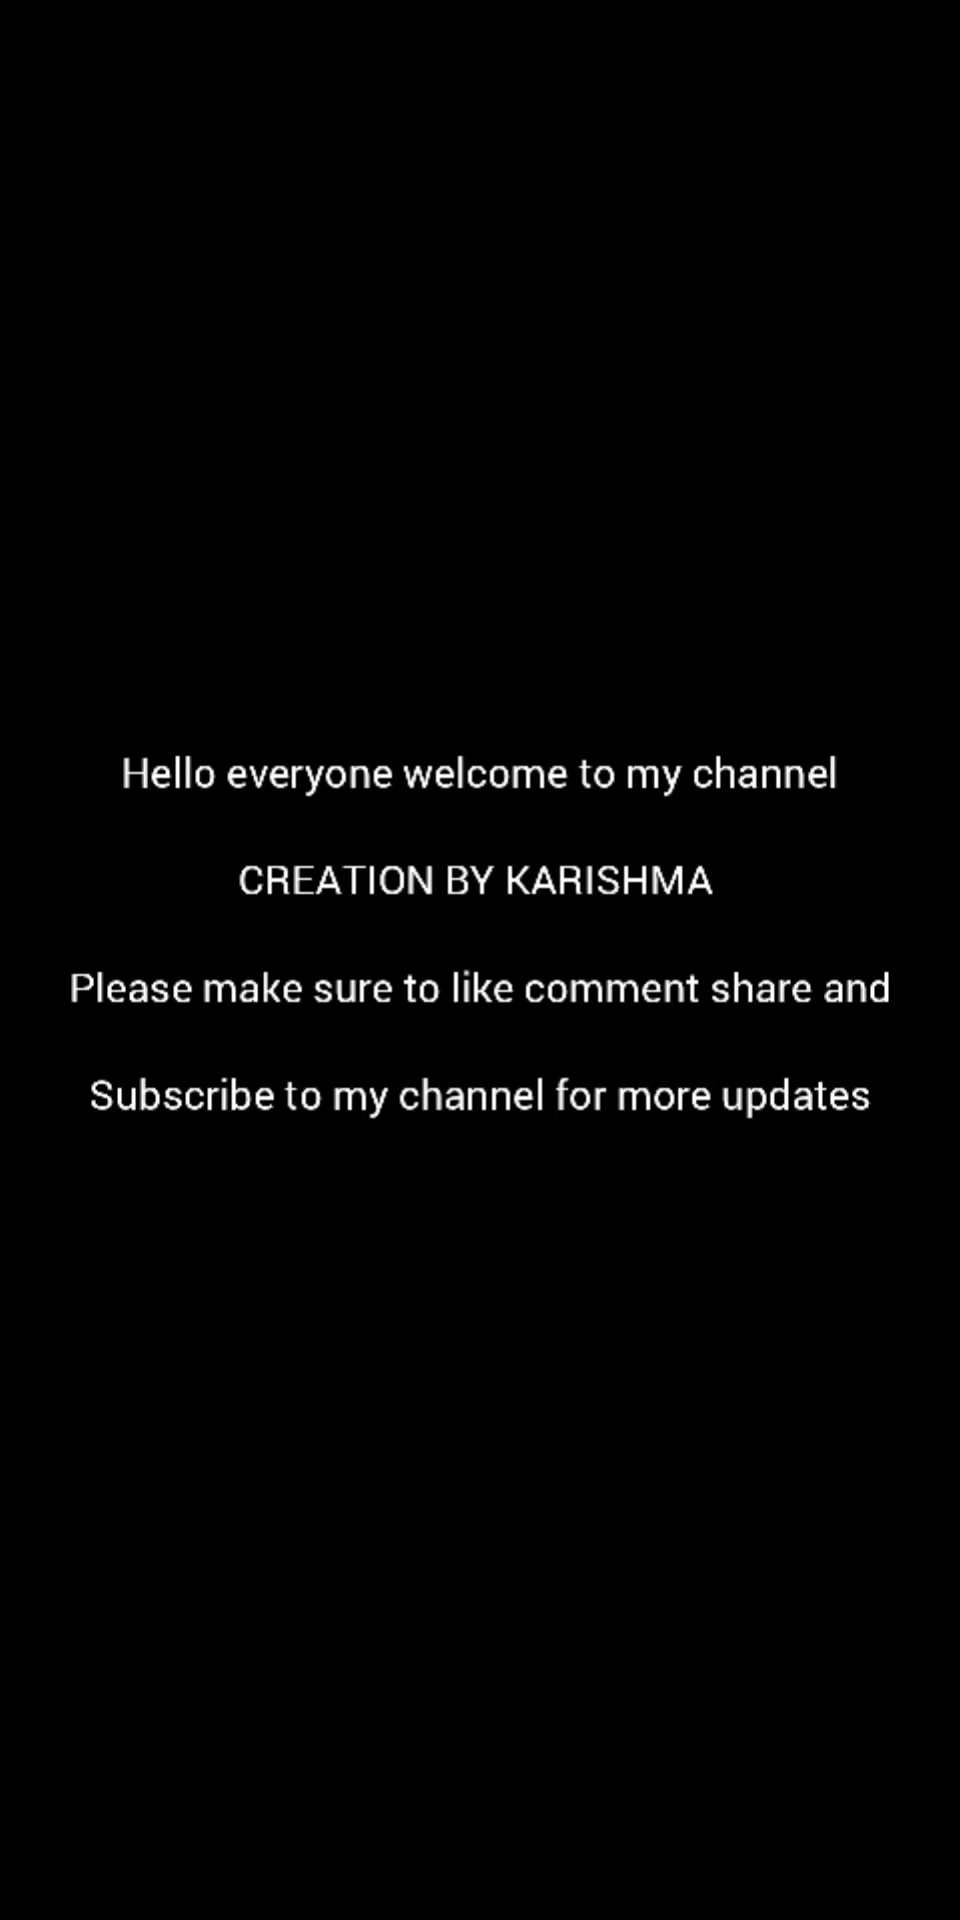 Hello everyone welcome to my channel
CREATION BY KARISHMA
Please make sure to like comment share and
Subscribe to my channel for more updates